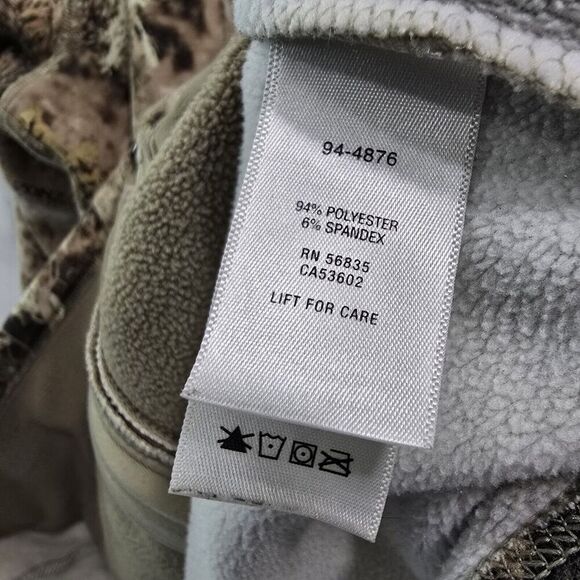 94-4876
94% POLYESTER
6% SPANDEX
RN 56835
CA53602
LIFT FOR CARE